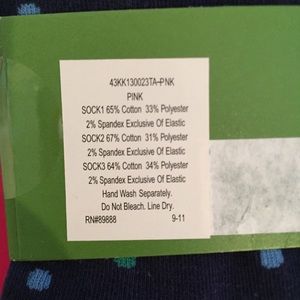 43KK130023TA-PNK
PINK
SOCK1 65% Cotton 33% Polyester
2% Spandex Exclusive Of Elastic
SOCK2 67% Cotton 31% Polyester
2% Spandex Exclusive Of Elastic
SOCK3 64% Cotton 34% Polyester
2% Spandex Exclusive Of Elastic
Hand Wash Separately.
Do Not Bleach. Line Dry.
RN#89888 9-11